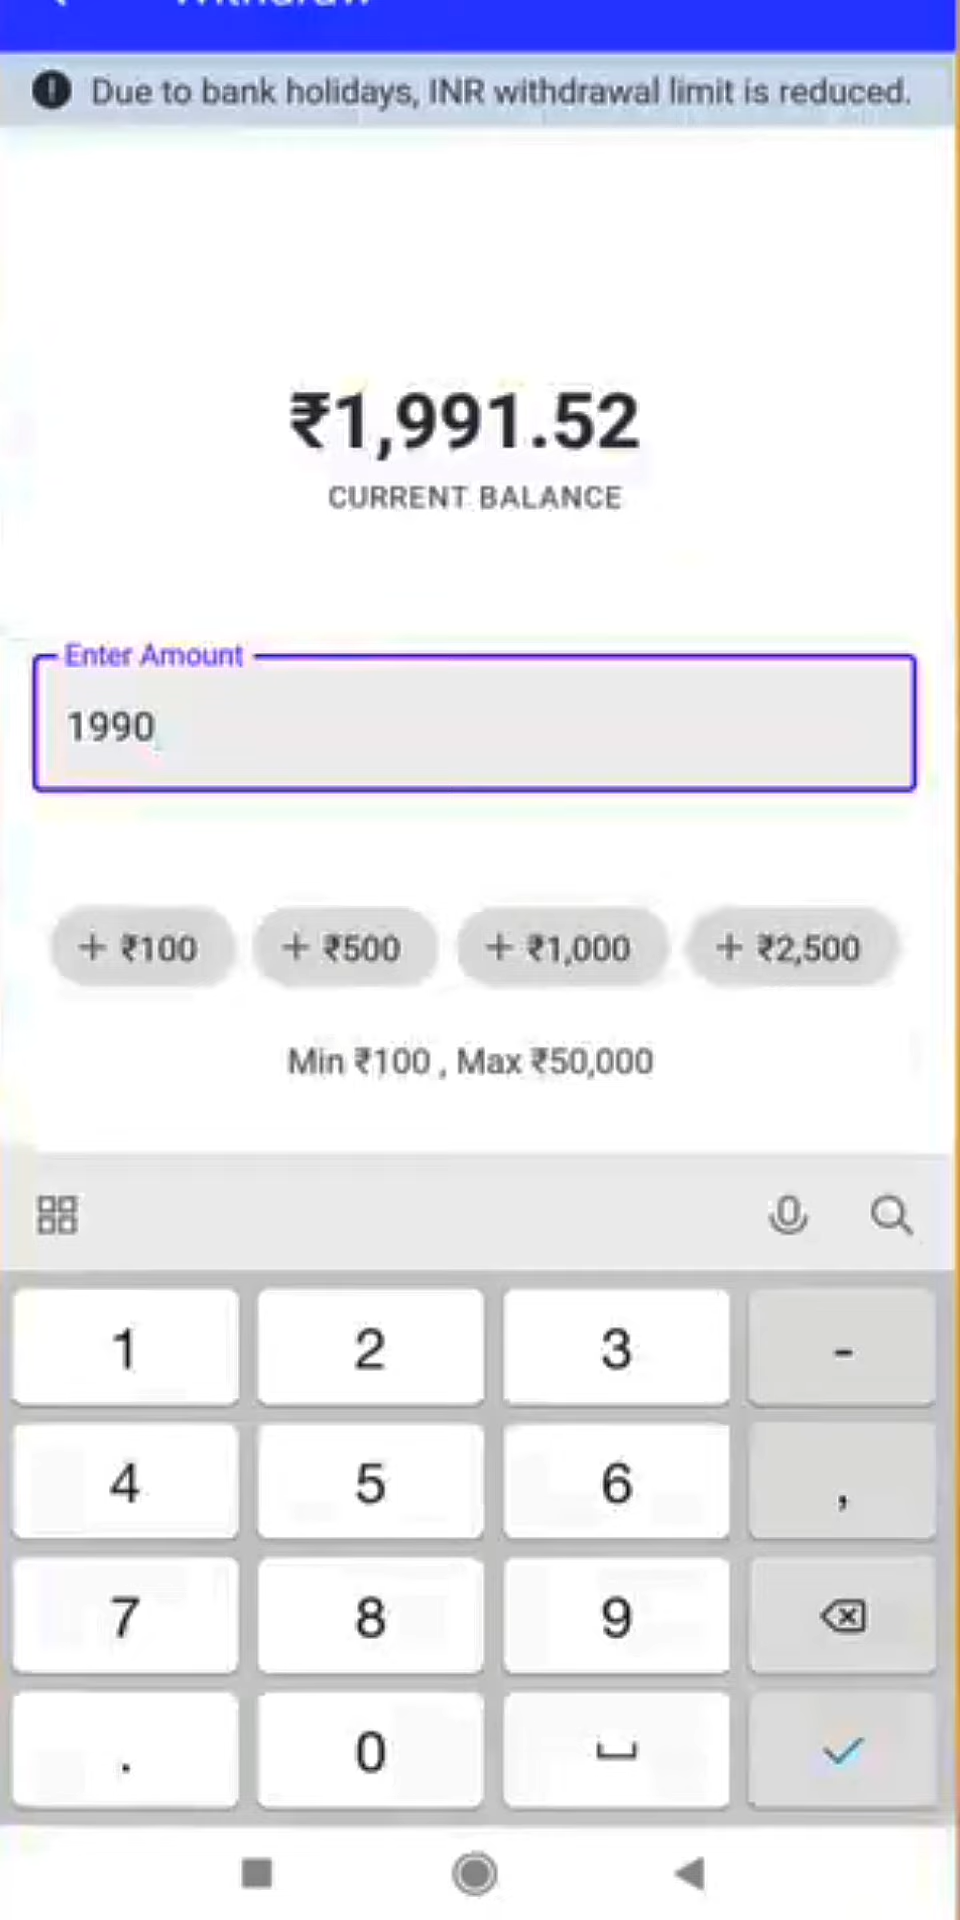 Withdraw
Due to bank holidays, INR withdrawal limit is reduced.
₹1,991.52
CURRENT BALANCE
Enter Amount
1990
+ ₹100 + ₹500 + ₹1,000 + ₹2,500
Min ₹100 , Max ₹50,000
1 2 3 -
4 5 6 ,
7 8 9
. 0